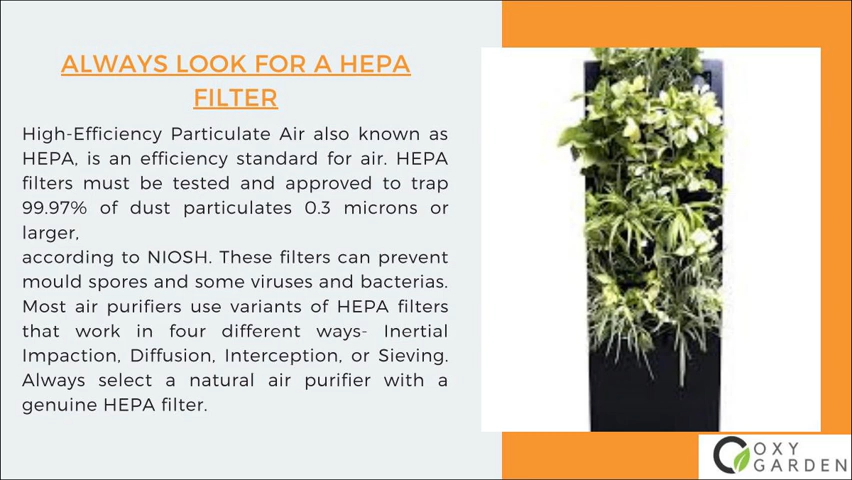 ALWAYS LOOK FOR A HEPA
FILTER
High-Efficiency Particulate Air also known as
HEPA, is an efficiency standard for air. HEPA
filters must be tested and approved to trap
99.97% of dust particulates 0.3 microns or
larger,
according to NIOSH. These filters can prevent
mould spores and some viruses and bacterias.
Most air purifiers use variants of HEPA filters
that work in four different ways- Inertial
Impaction, Diffusion, Interception, or Sieving.
Always select a natural air purifier with a
genuine HEPA filter.
OXY
GARDEN